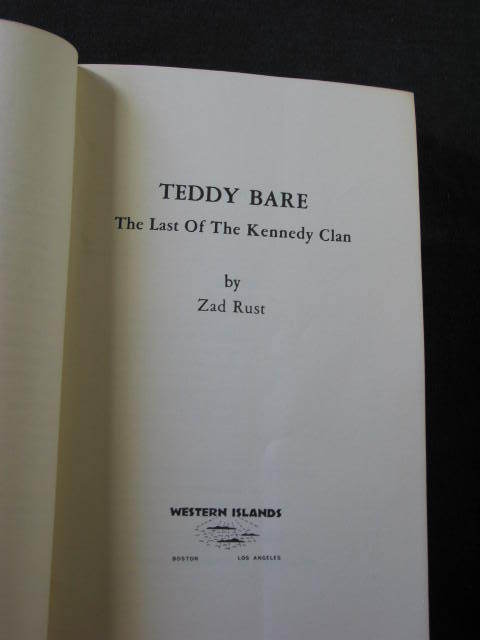 TEDDY BARE
The Last Of The Kennedy Clan
by
Zad Rust
WESTERN ISLANDS
BOSTON LOS ANGELES